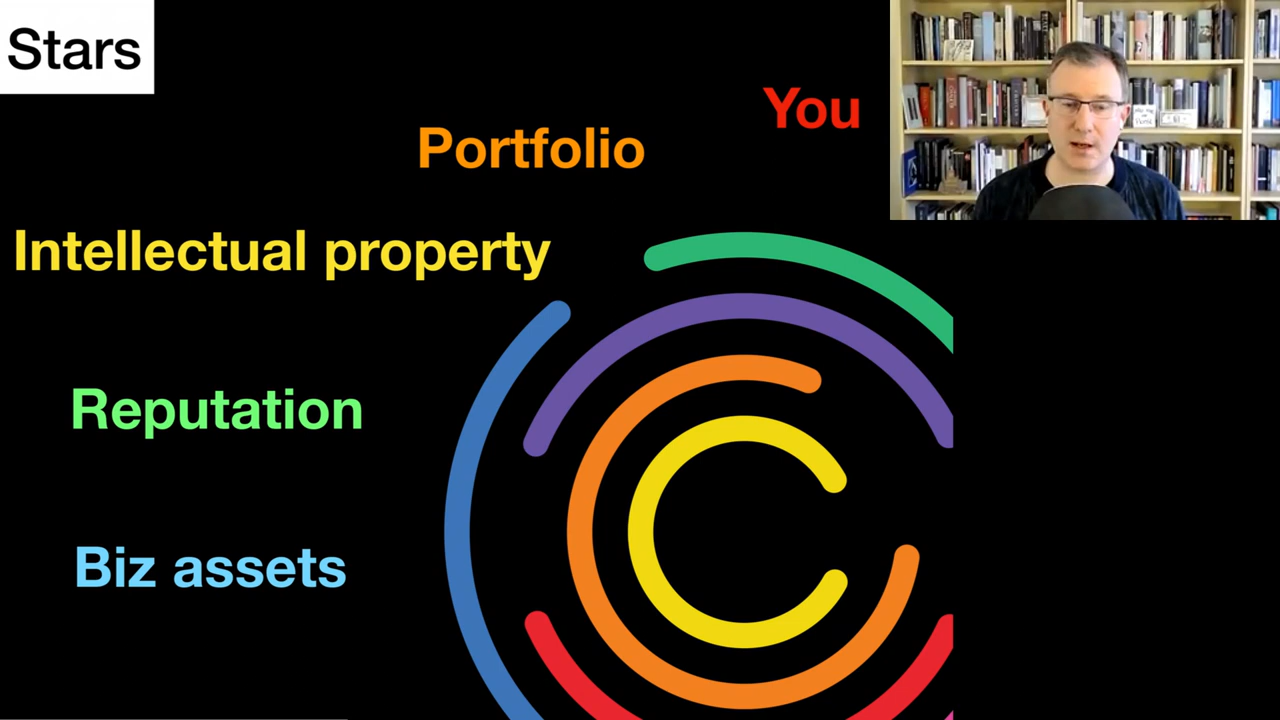 Stars
You
Portfolio
Intellectual property
Reputation
Biz assets